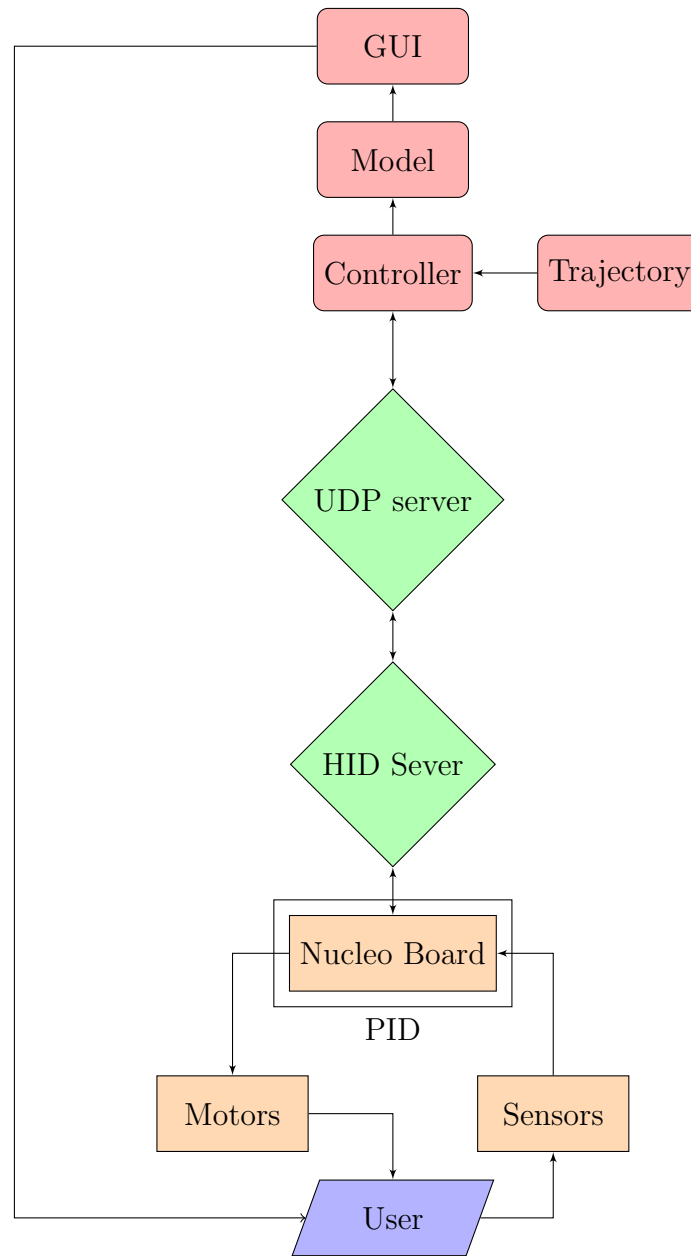 GUI
Model
Controller
Trajectory
UDP server
HID Sever
Nucleo Board
PID
Motors
Sensors
User